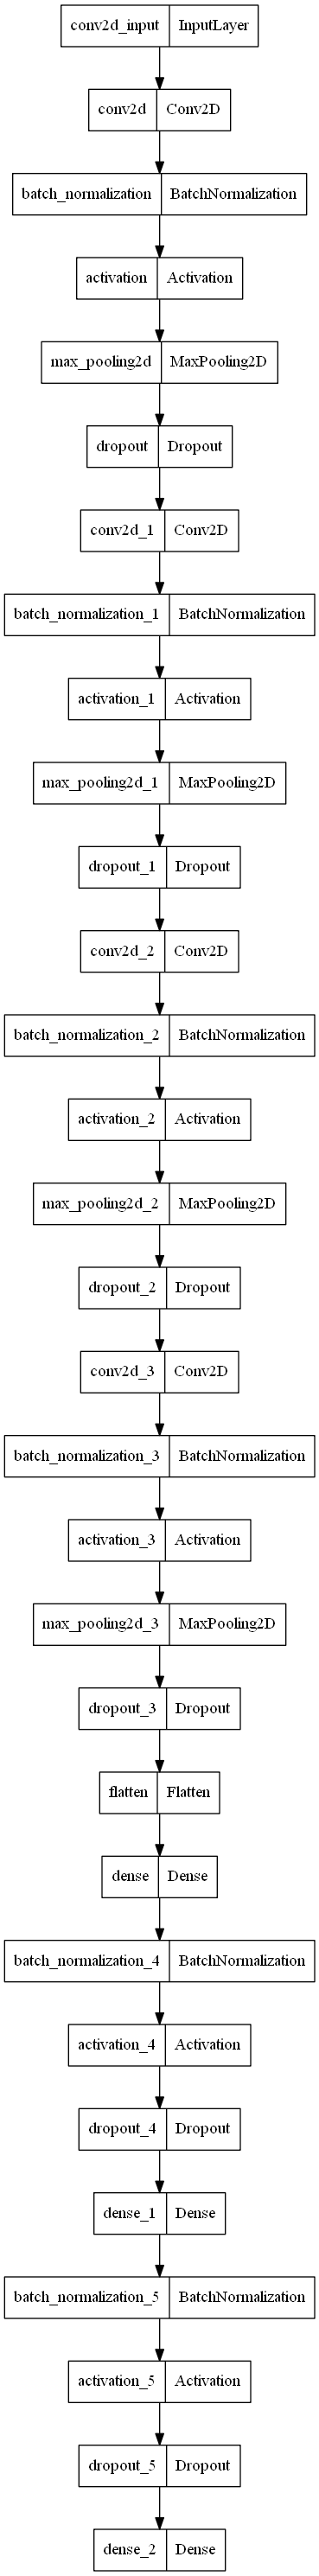 conv2d_input InputLayer
conv2d Conv2D
batch_normalization BatchNormalization
activation Activation
max_pooling2d MaxPooling2D
dropout Dropout
conv2d_1 Conv2D
batch_normalization_1 BatchNormalization
activation_1 Activation
max_pooling2d_1 MaxPooling2D
dropout_1 Dropout
conv2d_2 Conv2D
batch_normalization_2 BatchNormalization
activation_2 Activation
max_pooling2d_2 MaxPooling2D
dropout_2 Dropout
conv2d_3 Conv2D
batch_normalization_3 BatchNormalization
activation_3 Activation
max_pooling2d_3 MaxPooling2D
dropout_3 Dropout
flatten Flatten
dense Dense
batch_normalization_4 BatchNormalization
activation_4 Activation
dropout_4 Dropout
dense_1 Dense
batch_normalization_5 BatchNormalization
activation_5 Activation
dropout_5 Dropout
dense_2 Dense